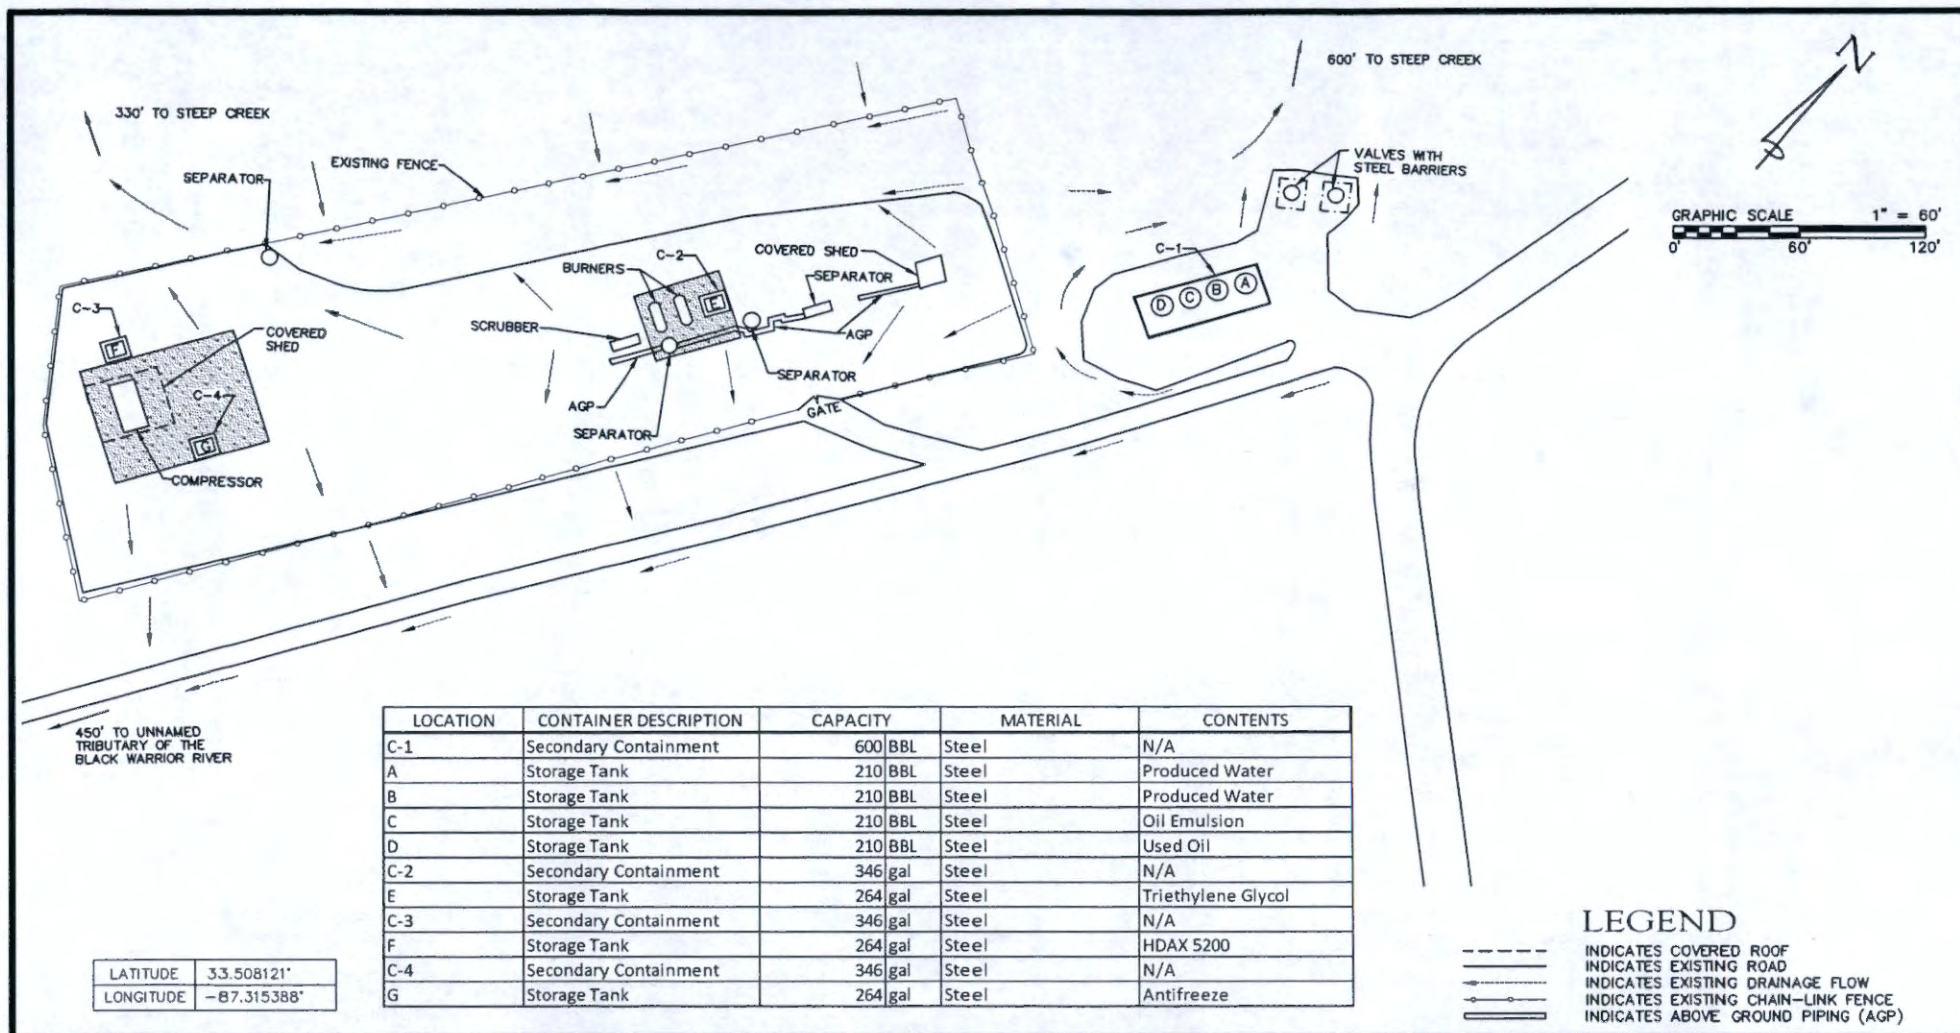 600' TO STEEP CREEK
N
330' TO STEEP CREEK
SEPARATOR
EXISTING FENCE
VALVES WITH
STEEL BARRIERS
GRAPHIC SCALE 1" = 60'
0' 60' 120'
C-1
D C B A
COVERED SHED
SEPARATOR
C-2
BURNERS
E
SCRUBBER
AGP
C-3
F
COVERED
SHED
SEPARATOR
AGP
C-4
GATE
SEPARATOR
G
COMPRESSOR
450' TO UNNAMED
TRIBUTARY OF THE
BLACK WARRIOR RIVER
LOCATION CONTAINER DESCRIPTION CAPACITY MATERIAL CONTENTS
C-1 Secondary Containment 600 BBL Steel N/A
A Storage Tank 210 BBL Steel Produced Water
B Storage Tank 210 BBL Steel Produced Water
C Storage Tank 210 BBL Steel Oil Emulsion
D Storage Tank 210 BBL Steel Used Oil
C-2 Secondary Containment 346 gal Steel N/A
E Storage Tank 264 gal Steel Triethylene Glycol
C-3 Secondary Containment 346 gal Steel N/A
F Storage Tank 264 gal Steel HDAX 5200
C-4 Secondary Containment 346 gal Steel N/A
G Storage Tank 264 gal Steel Antifreeze
LATITUDE 33.508121°
LONGITUDE -87.315388°
LEGEND
INDICATES COVERED ROOF
INDICATES EXISTING ROAD
INDICATES EXISTING DRAINAGE FLOW
INDICATES EXISTING CHAIN-LINK FENCE
INDICATES ABOVE GROUND PIPING (AGP)